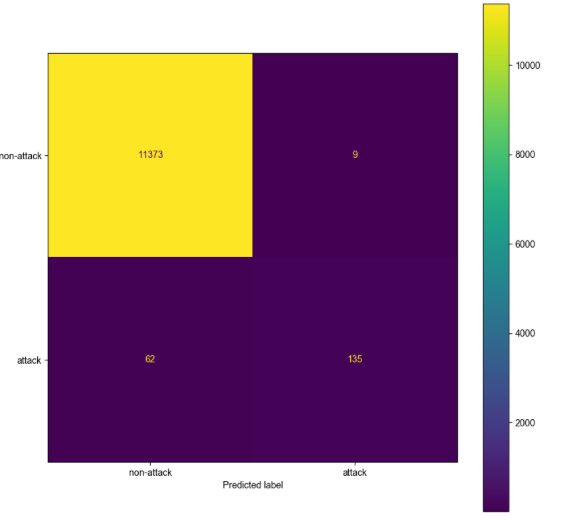 10000
non-attack 11373 9
8000
6000
4000
attack 62 135
2000
non-attack attack
Predicted label